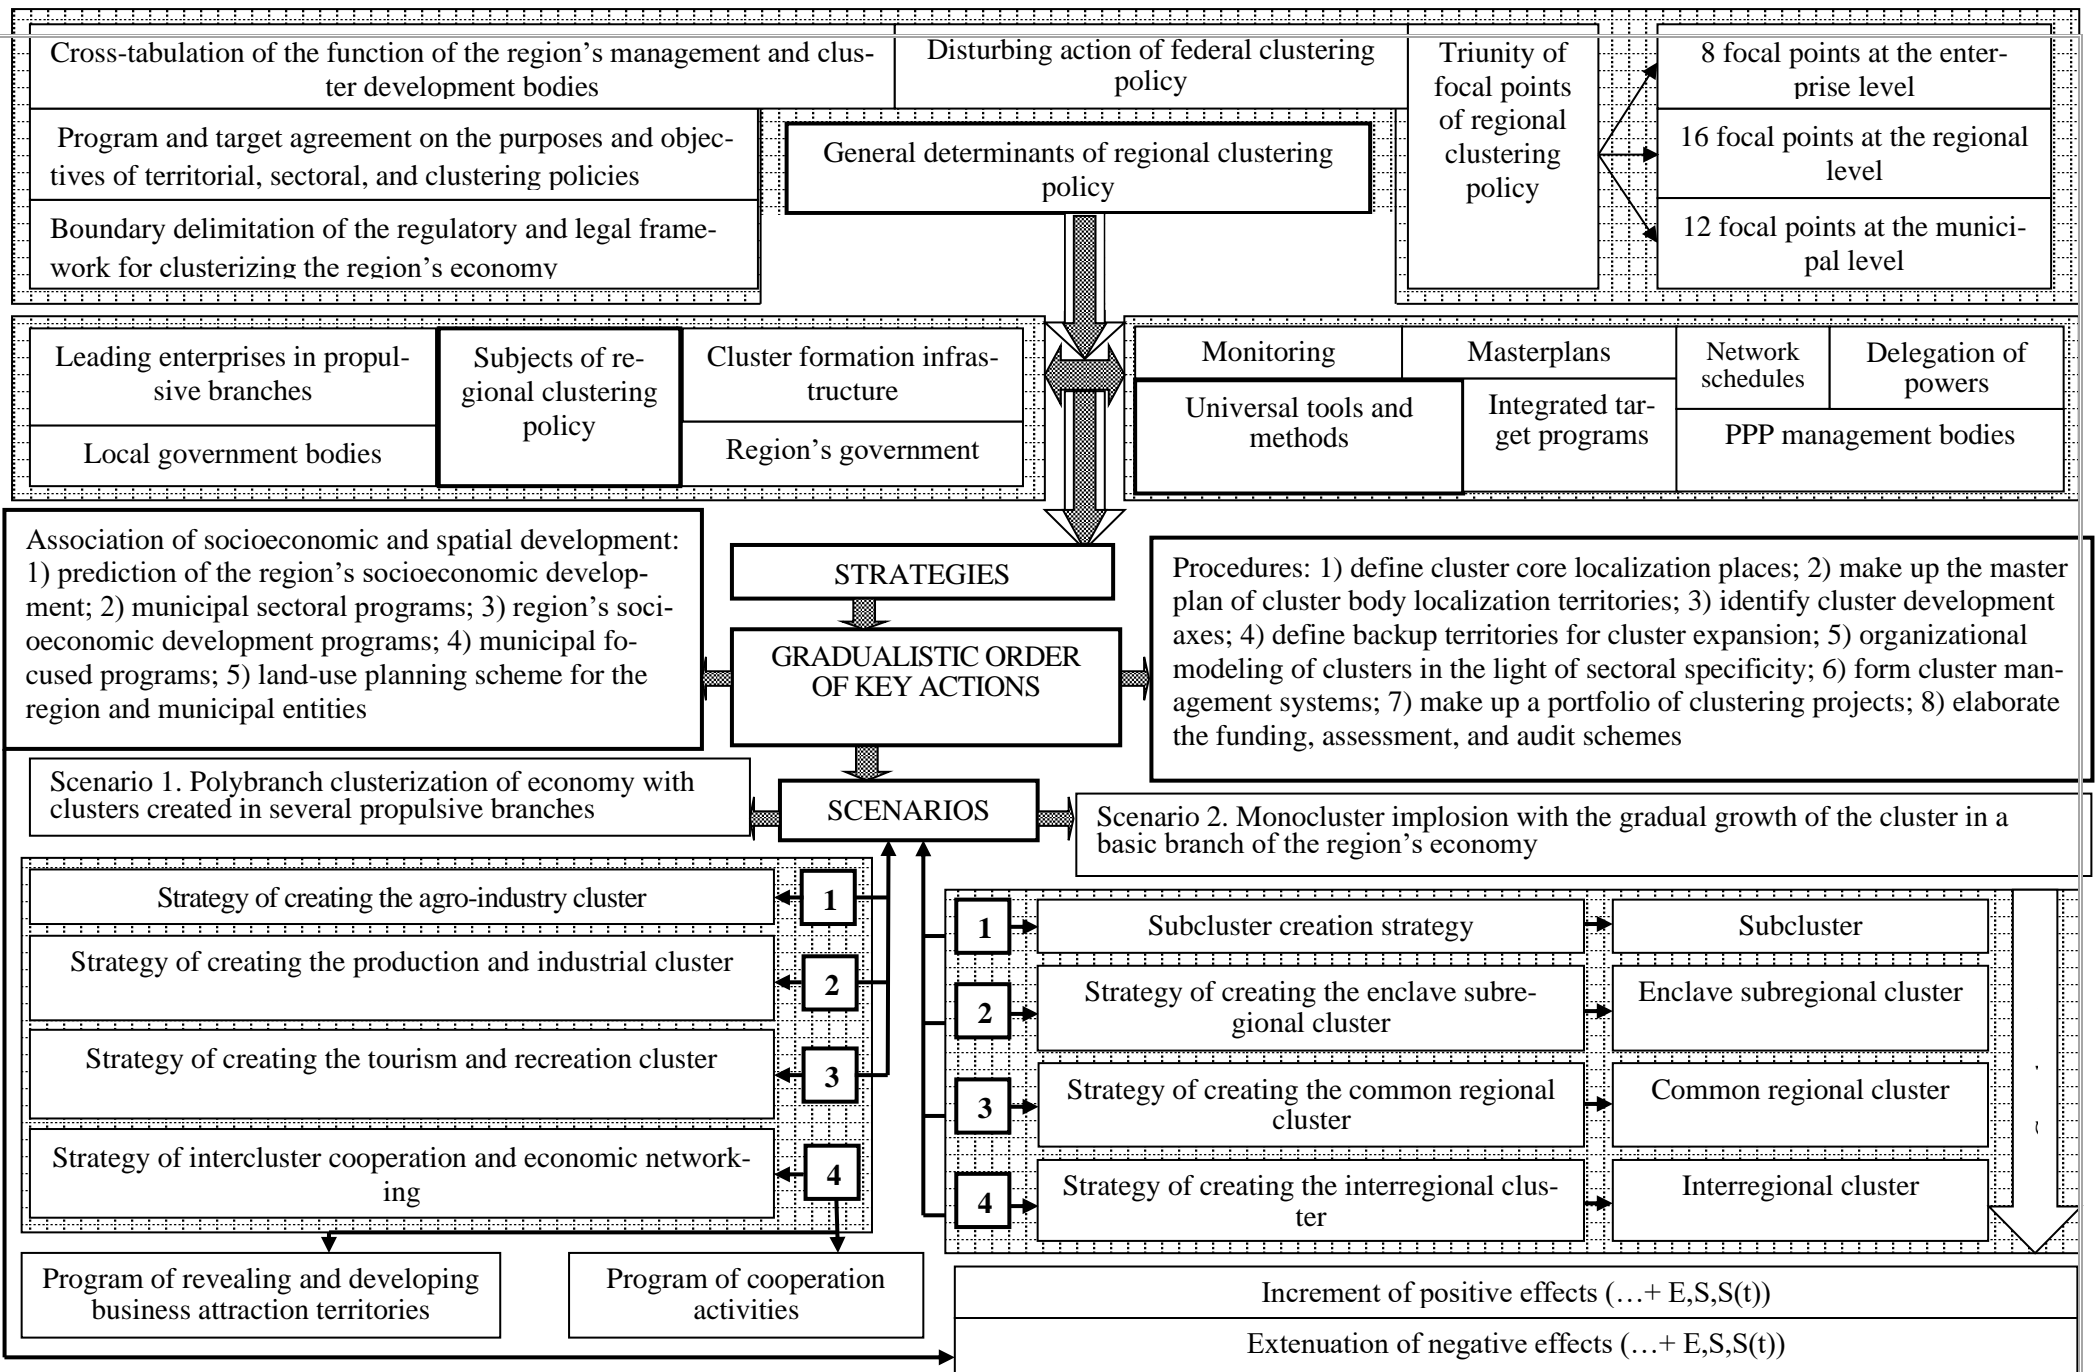 Cross-tabulation of the function of the region’s management and clus-
ter development bodies
Disturbing action of federal clustering
policy
Triunity of
focal points
of regional
clustering
policy
8 focal points at the enter-
prise level
16 focal points at the regional
level
12 focal points at the munici-
pal level
Program and target agreement on the purposes and objec-
tives of territorial, sectoral, and clustering policies
General determinants of regional clustering
policy
Boundary delimitation of the regulatory and legal frame-
work for clusterizing the region’s economy
Leading enterprises in propul-
sive branches
Local government bodies
Subjects of re-
gional clustering
policy
Cluster formation infras-
tructure
Region’s government
Monitoring
Masterplans
Network
schedules
Delegation of
powers
Universal tools and
methods
Integrated tar-
get programs
PPP management bodies
Association of socioeconomic and spatial development:
1) prediction of the region’s socioeconomic develop-
ment; 2) municipal sectoral programs; 3) region’s soci-
oeconomic development programs; 4) municipal fo-
cused programs; 5) land-use planning scheme for the
region and municipal entities
STRATEGIES
GRADUALISTIC ORDER
OF KEY ACTIONS
Procedures: 1) define cluster core localization places; 2) make up the master
plan of cluster body localization territories; 3) identify cluster development
axes; 4) define backup territories for cluster expansion; 5) organizational
modeling of clusters in the light of sectoral specificity; 6) form cluster man-
agement systems; 7) make up a portfolio of clustering projects; 8) elaborate
the funding, assessment, and audit schemes
Scenario 1. Polybranch clusterization of economy with
clusters created in several propulsive branches
SCENARIOS
Scenario 2. Monocluster implosion with the gradual growth of the cluster in a
basic branch of the region’s economy
Strategy of creating the agro-industry cluster
1
Strategy of creating the production and industrial cluster
2
Strategy of creating the tourism and recreation cluster
3
Strategy of intercluster cooperation and economic network-
ing
4
1
Subcluster creation strategy
Subcluster
2
Strategy of creating the enclave subre-
gional cluster
Enclave subregional cluster
3
Strategy of creating the common regional
cluster
Common regional cluster
4
Strategy of creating the interregional clus-
ter
Interregional cluster
Program of revealing and developing
business attraction territories
Program of cooperation
activities
Increment of positive effects (…+ E,S,S(t))
Extenuation of negative effects (…+ E,S,S(t))